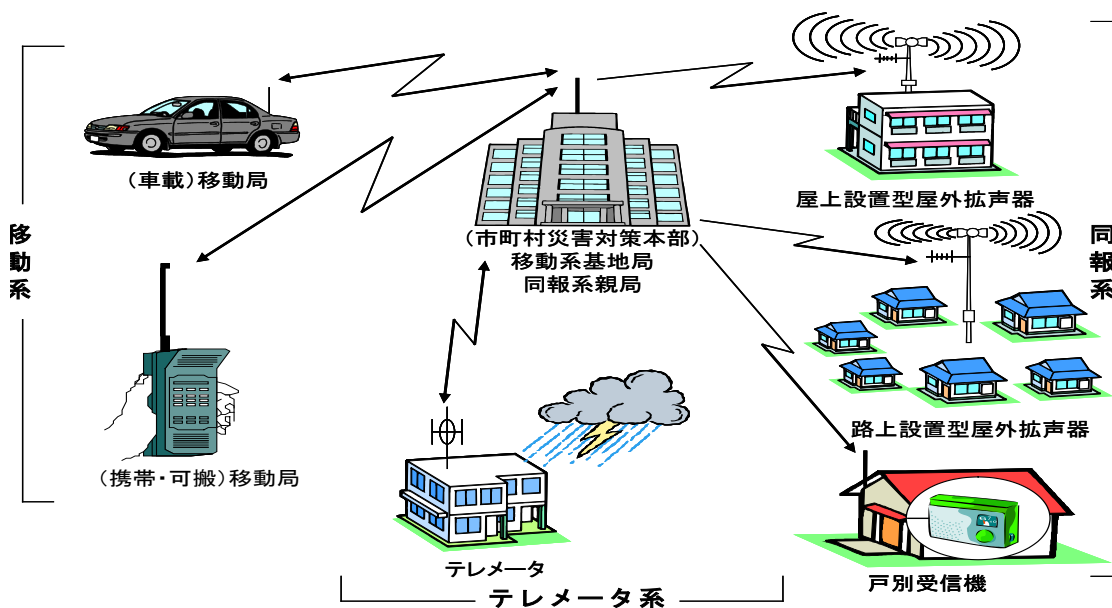 (車載)移動局
移動系
(携帯・可搬)移動局
(市町村災害対策本部)
移動系基地局
同報系親局
テレメータ
テレメータ系
屋上設置型屋外拡声器
同報系
路上設置型屋外拡声器
戸別受信機